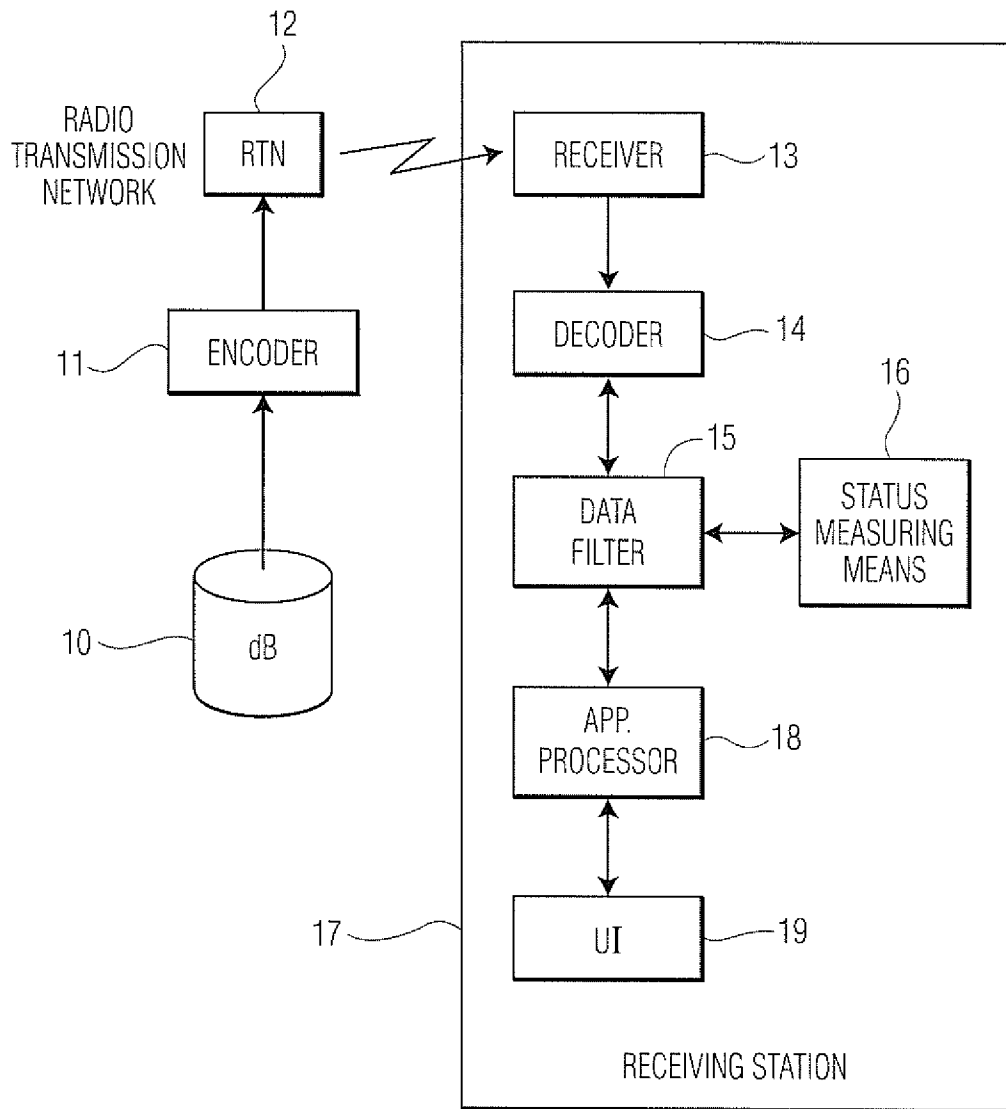 12
RADIO
TRANSMISSION
NETWORK
RTN
RECEIVER
13
DECODER
14
11
ENCODER
15
16
DATA
FILTER
STATUS
MEASURING
MEANS
10
dB
APP.
PROCESSOR
18
17
UI
19
RECEIVING STATION